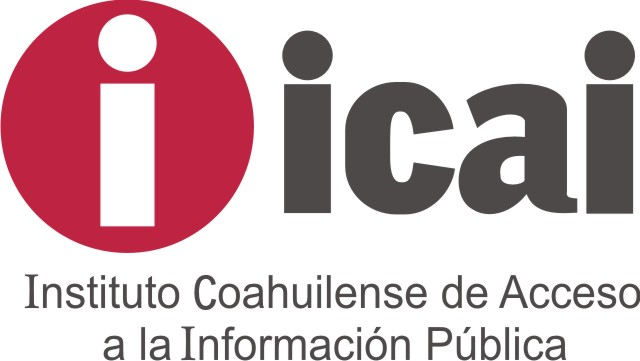 i icai
Instituto Coahuilense de Acceso
a la Información Pública